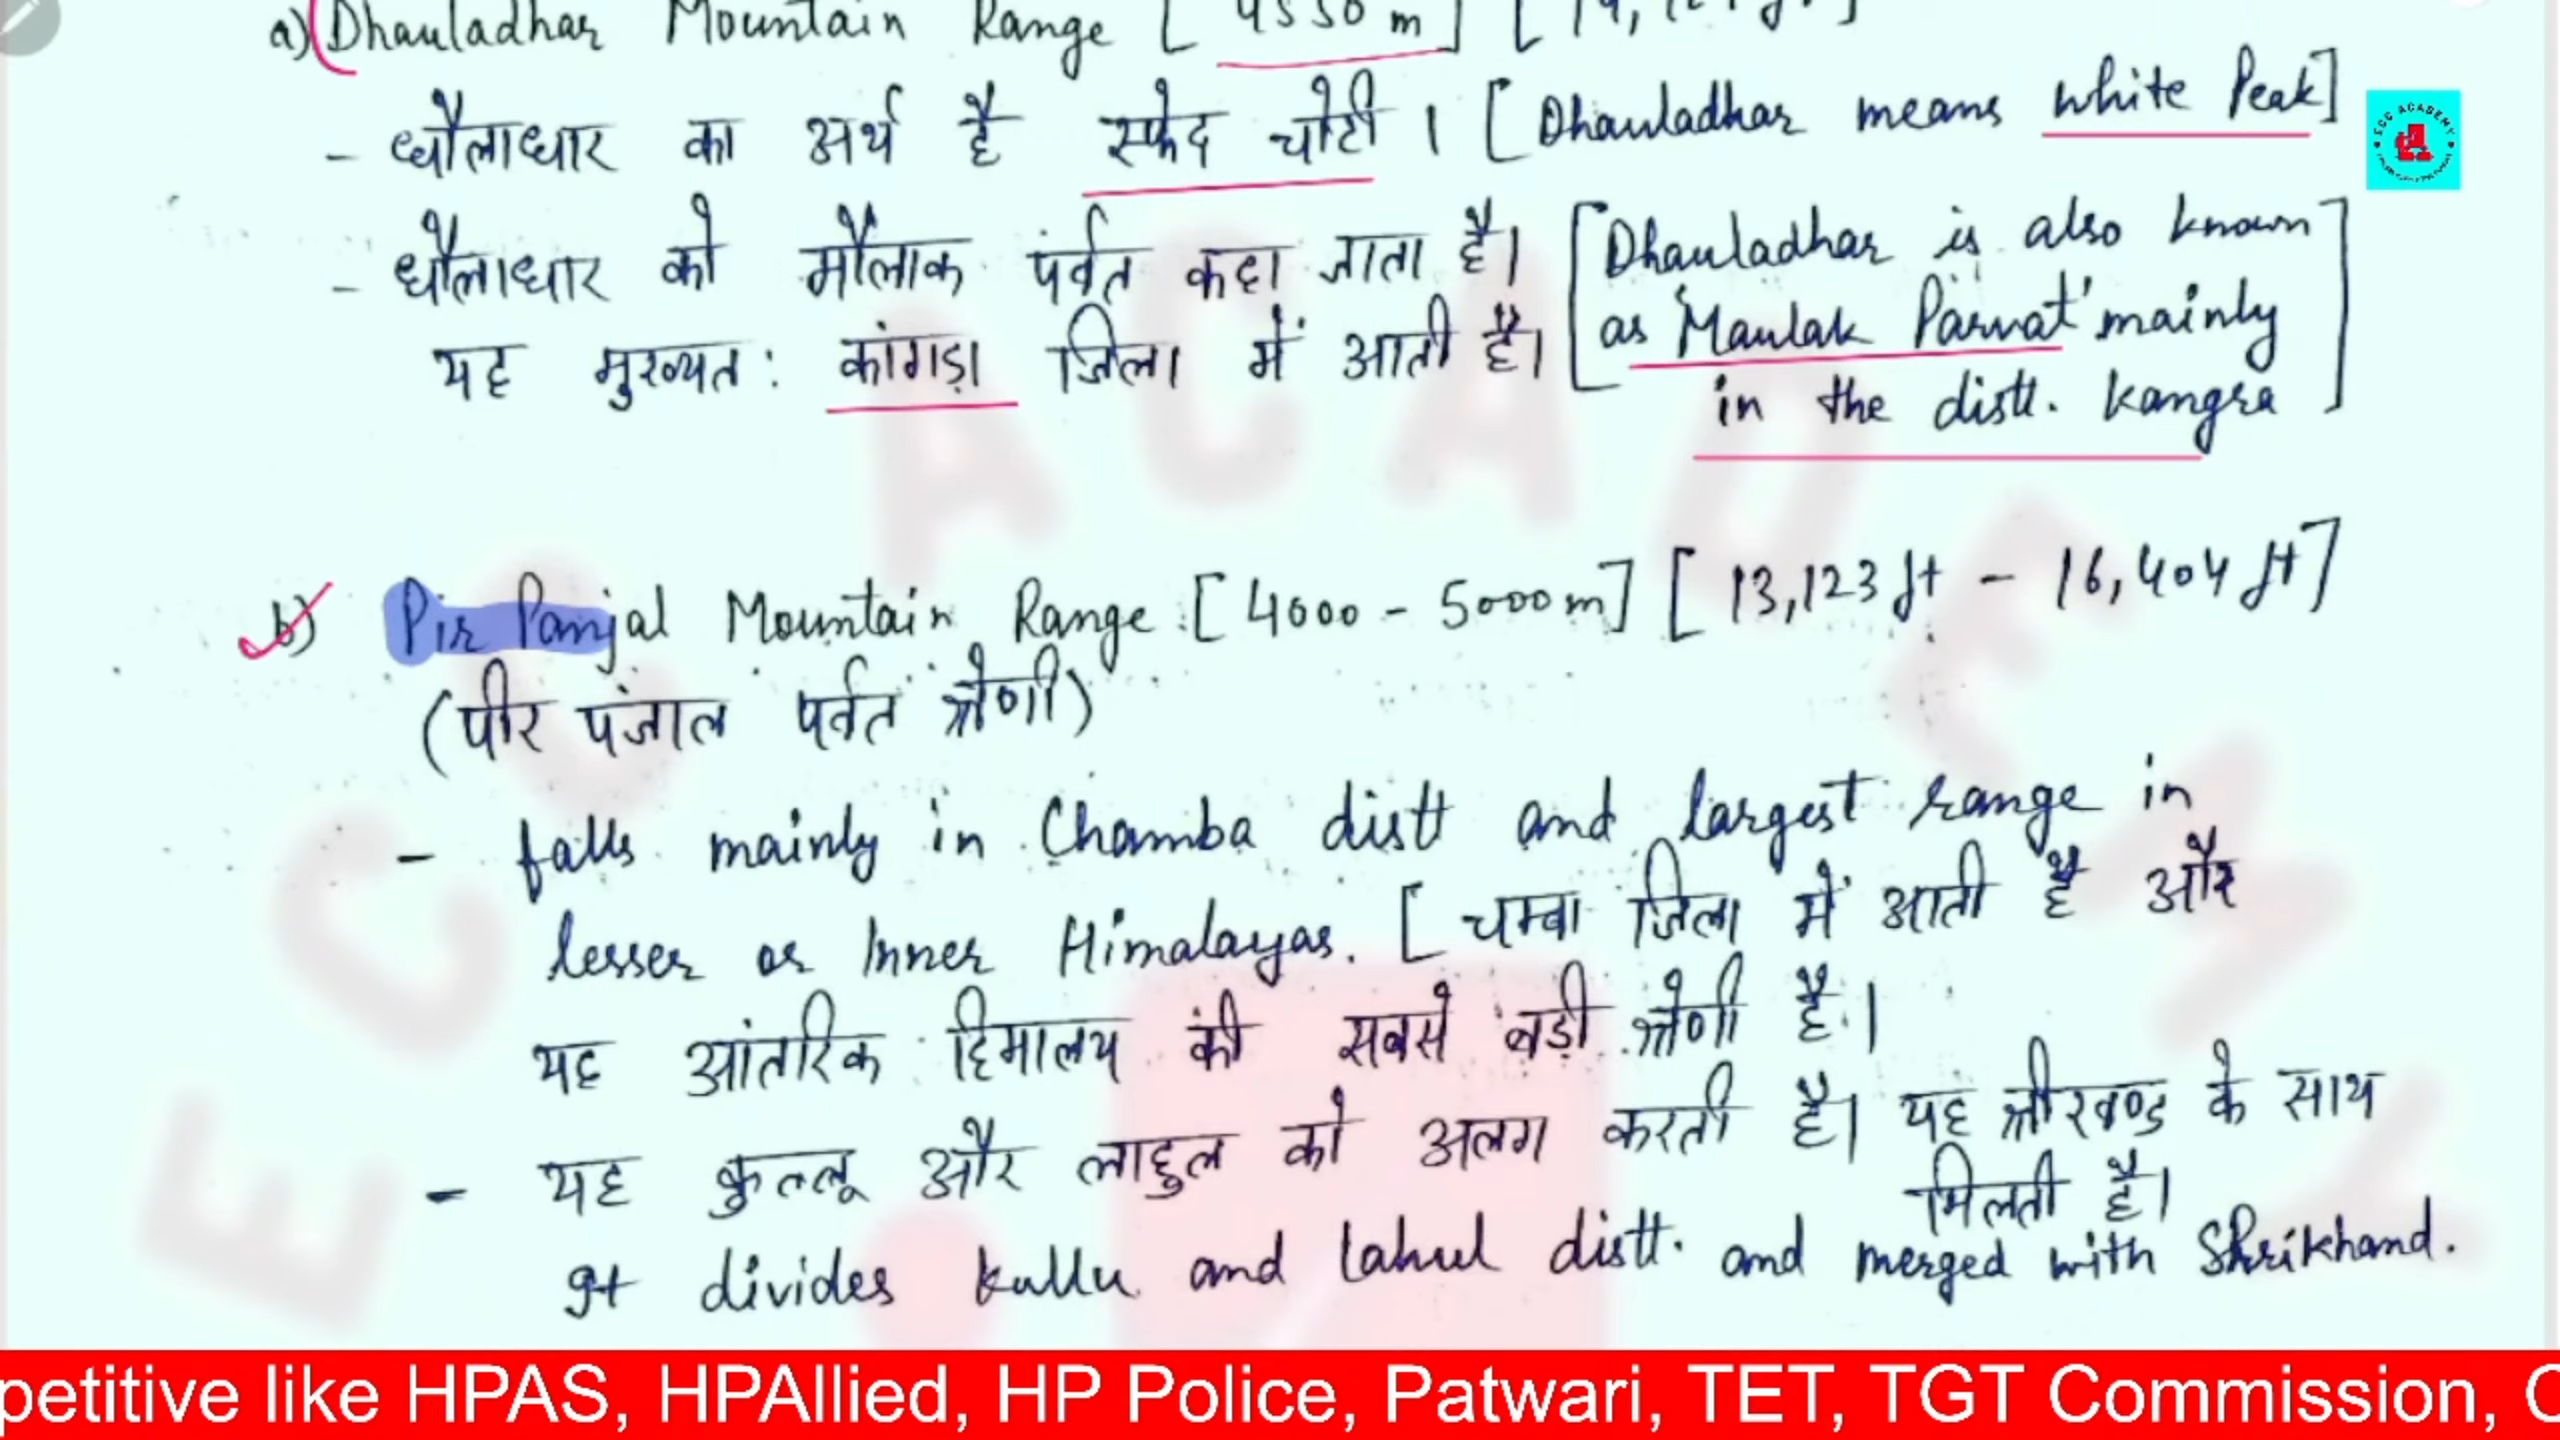 a) Dhauladhar Mountain Range [ 4550 m ] [
- धौलाधार का अर्थ है स्फेद चोटी । [ Dhauladhar means white Peak ]
- धौलाधार को मौलाक पर्वत कहा जाता है। [ Dhauladhar is also known
यह मुख्यत: कांगड़ा जिला में आती है। as 'Maulak Parvat' mainly
in the distt. kangra ]
b) Pir Panjal Mountain Range [ 4000 - 5000 m ] [ 13,123 ft - 16,404 ft ]
(पीर पंजाल पर्वत श्रेणी)
- falls mainly in Chamba distt and largest range in
lesser or Inner Himalayas. [ चम्बा जिला में आती है और
यह आंतरिक हिमालय की सबसे बड़ी श्रेणी है।
- यह कुल्लू और लाहुल को अलग करती है। यह श्रीखण्ड के साथ
मिलती है।
It divides kullu and lahul distt. and merged with Shrikhand.
ECC ACADEMY
petitive like HPAS, HPAllied, HP Police, Patwari, TET, TGT Commission, C